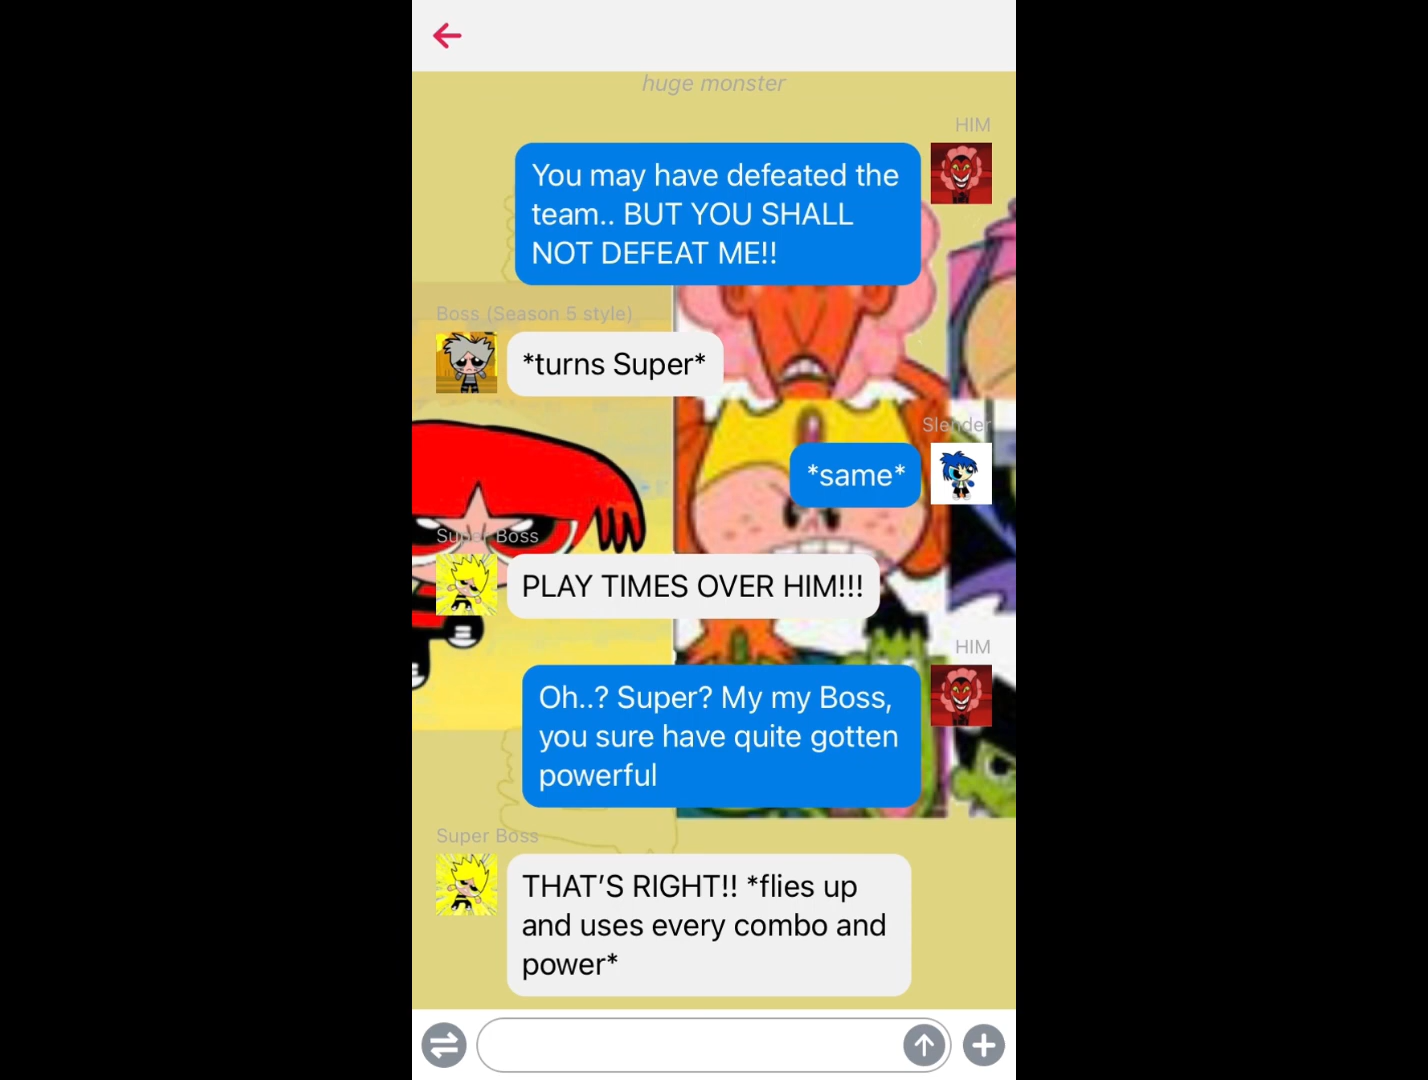 huge monster
HIM
You may have defeated the
team.. BUT YOU SHALL
NOT DEFEAT ME!!
Boss (Season 5 style)
*turns Super*
Slender
*same*
Super Boss
PLAY TIMES OVER HIM!!!
HIM
Oh..? Super? My my Boss,
you sure have quite gotten
powerful
Super Boss
THAT’S RIGHT!! *flies up
and uses every combo and
power*